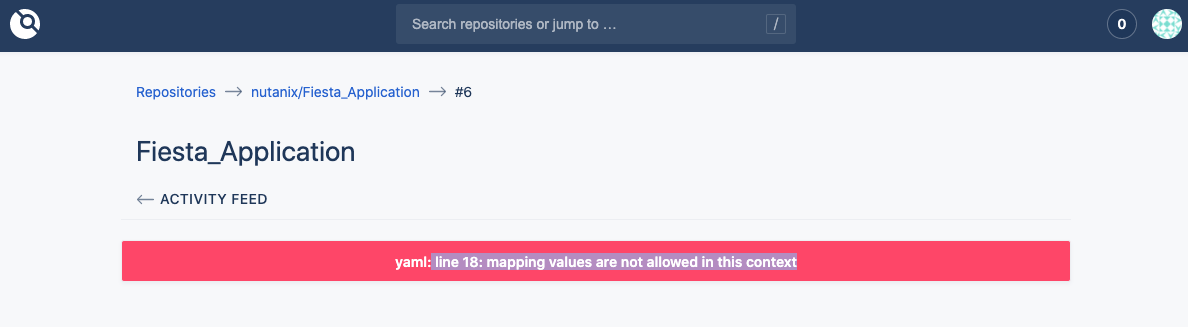 Search repositories or jump to … /
0
Repositories → nutanix/Fiesta_Application → #6
Fiesta_Application
← ACTIVITY FEED
yaml: line 18: mapping values are not allowed in this context